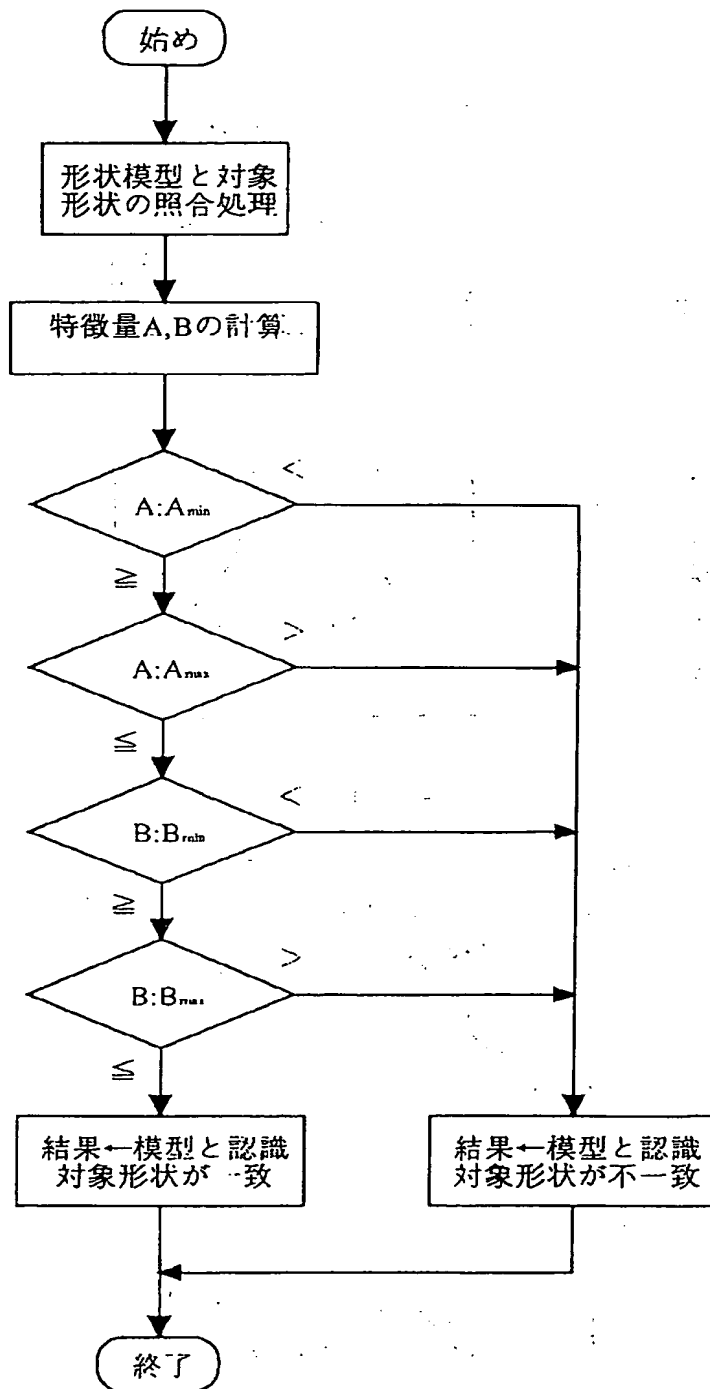 始め
形状模型と対象
形状の照合処理
特徴量A,Bの計算
<
A:Amin
≧
>
A:Amax
≦
<
B:Bmin
≧
>
B:Bmax
≦
結果←模型と認識
対象形状が一致
結果←模型と認識
対象形状が不一致
終了